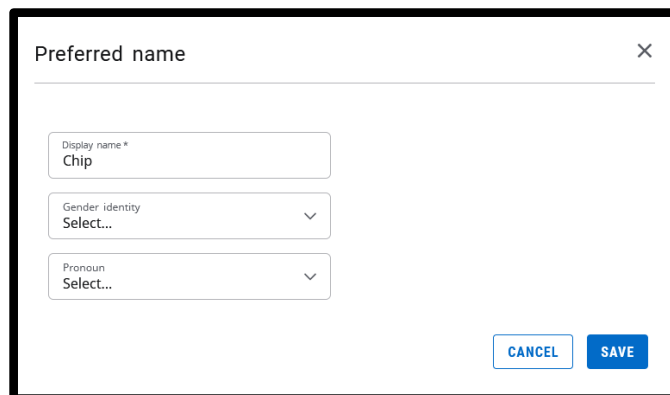 Preferred name
Display name *
Chip
Gender identity
Select...
Pronoun
Select...
CANCEL SAVE